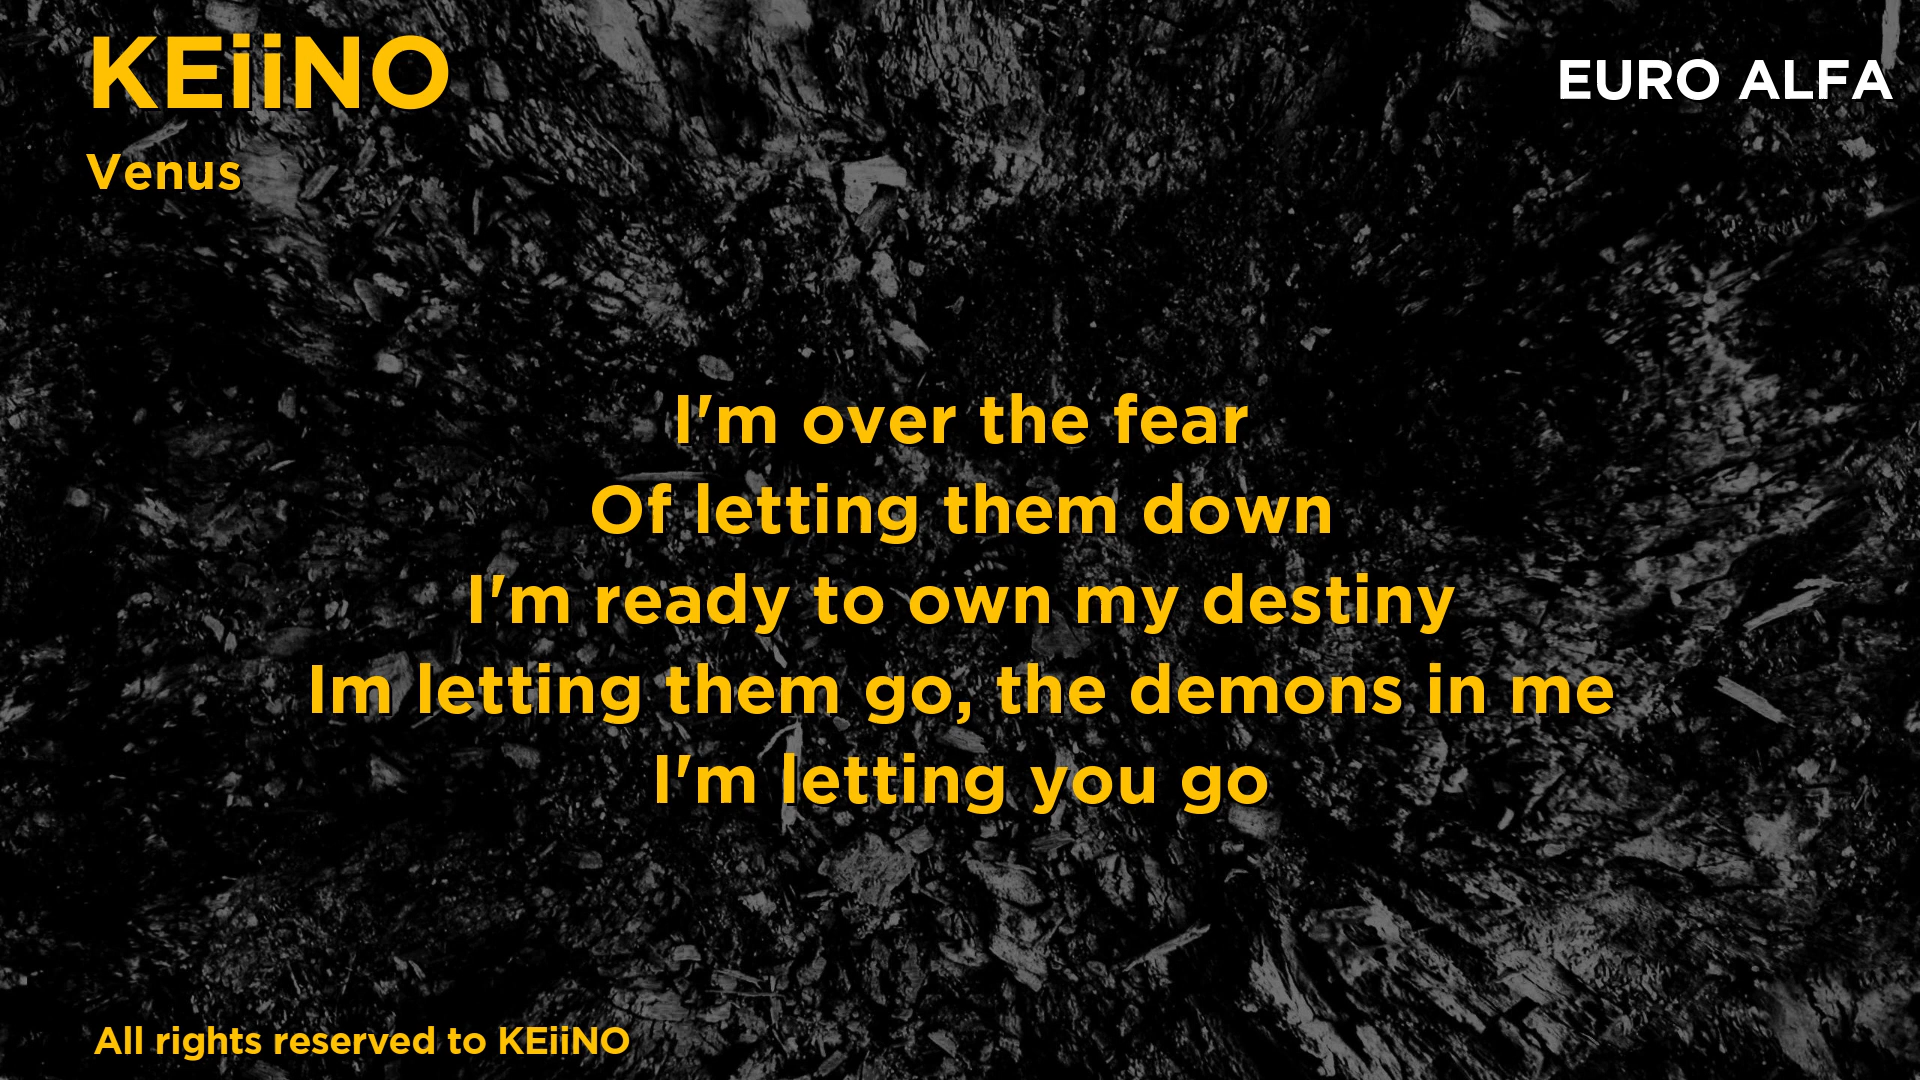 KEiiNO
EURO ALFA
Venus
I'm over the fear
Of letting them down
I'm ready to own my destiny
Im letting them go, the demons in me
I'm letting you go
All rights reserved to KEiiNO